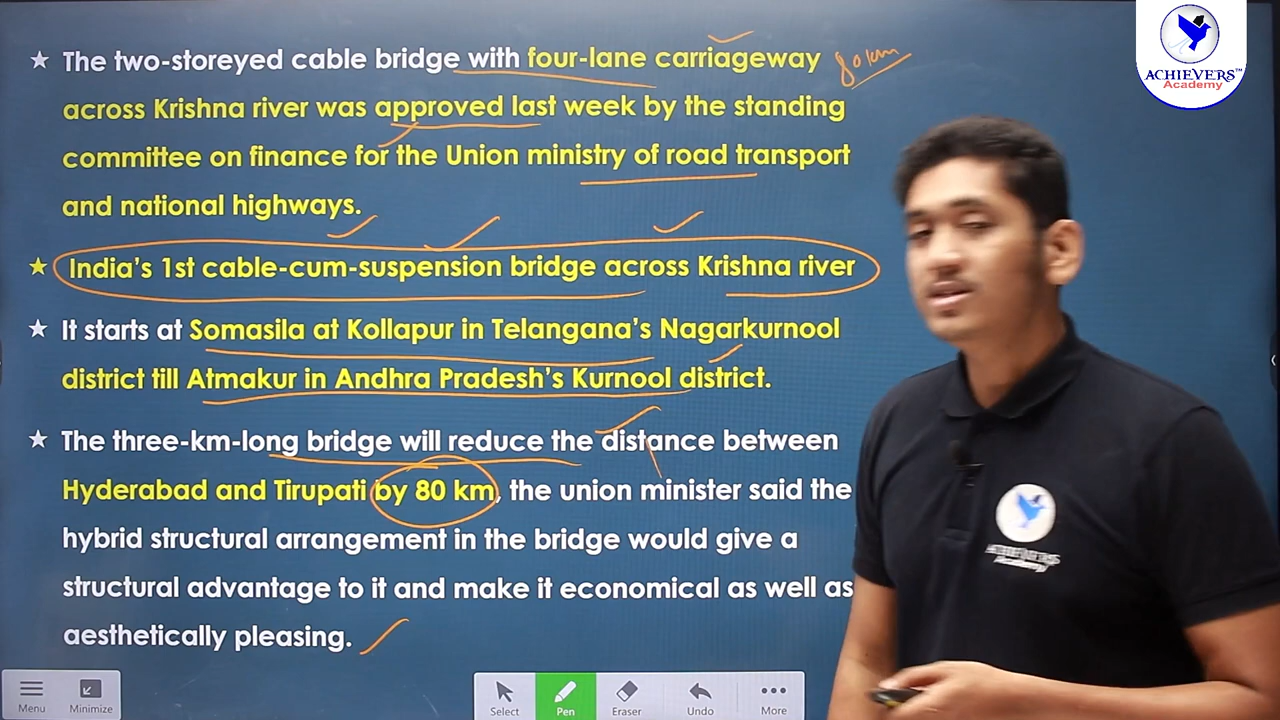 ACHIEVERS™
Academy
★ The two-storeyed cable bridge with four-lane carriageway 80 km
across Krishna river was approved last week by the standing
committee on finance for the Union ministry of road transport
and national highways.
★ India's 1st cable-cum-suspension bridge across Krishna river
★ It starts at Somasila at Kollapur in Telangana's Nagarkurnool
district till Atmakur in Andhra Pradesh's Kurnool district.
★ The three-km-long bridge will reduce the distance between
Hyderabad and Tirupati by 80 km, the union minister said the
hybrid structural arrangement in the bridge would give a
structural advantage to it and make it economical as well as
aesthetically pleasing.
ACHIEVERS
Academy
Menu Minimize Select Pen Eraser Undo More